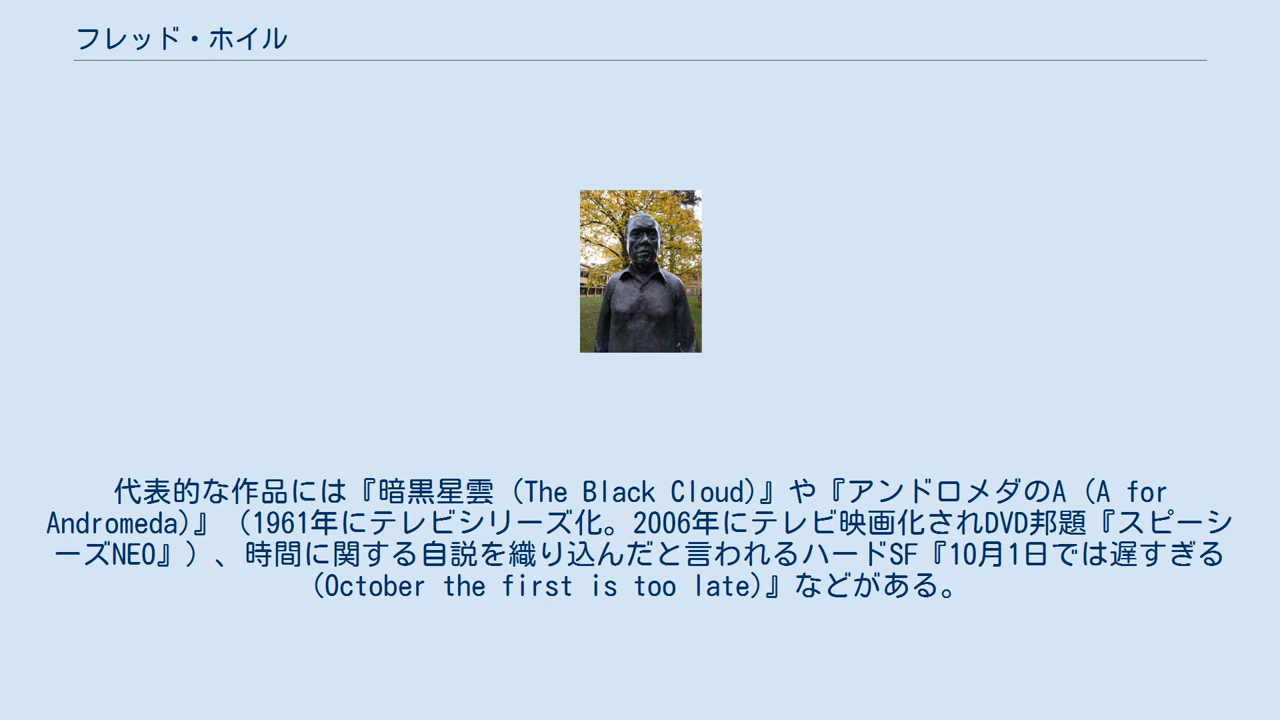 フレッド・ホイル
代表的な作品には『暗黒星雲 (The Black Cloud)』や『アンドロメダのA (A for
Andromeda)』（1961年にテレビシリーズ化。2006年にテレビ映画化されDVD邦題『スピーシ
ーズNEO』）、時間に関する自説を織り込んだと言われるハードSF『10月1日では遅すぎる
(October the first is too late)』などがある。